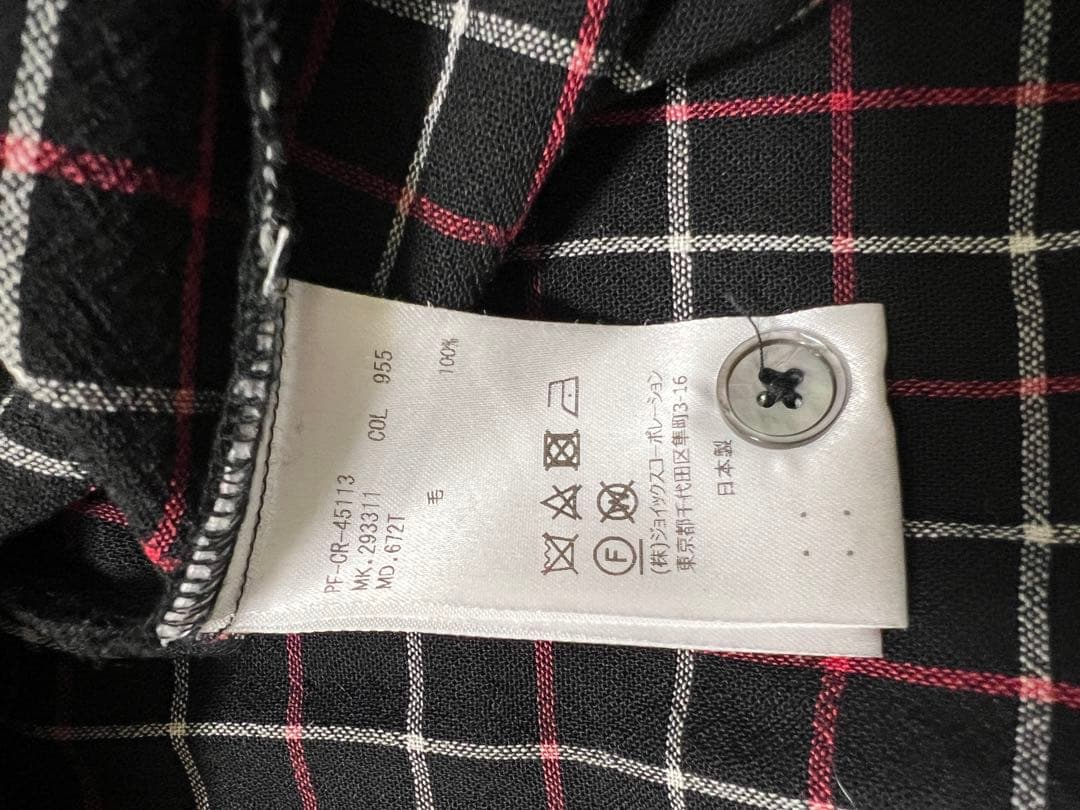 PF-CR-45113
MK.293311 COL 955
MD.672T
毛 100%
F W
(株)ジョイックスコーポレーション
東京都千代田区隼町3-16
日本製